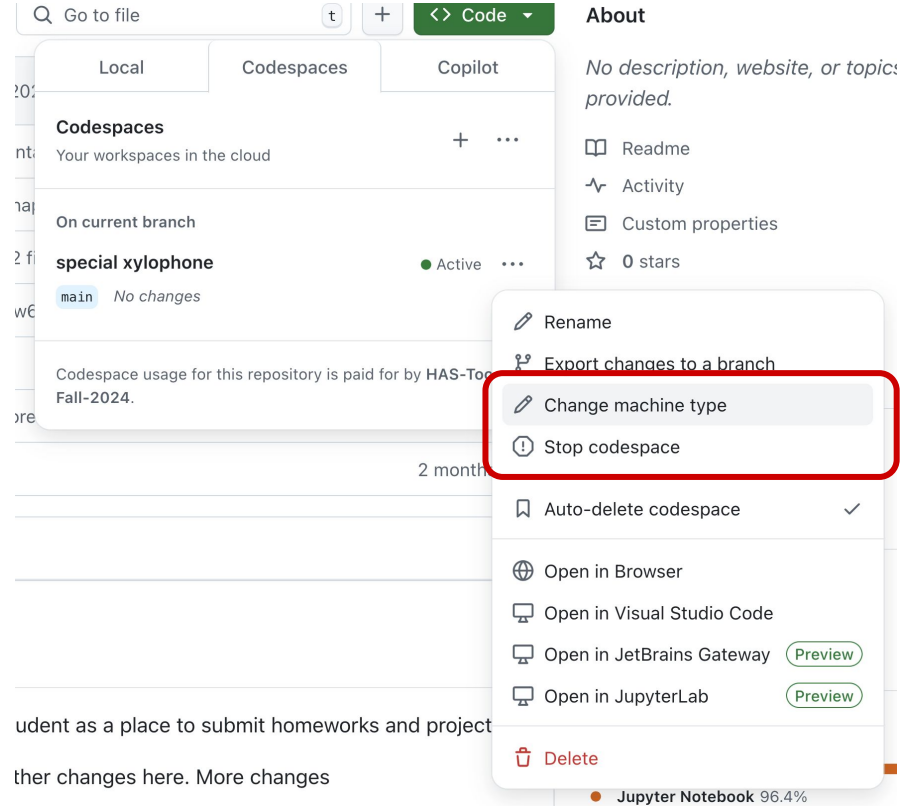 Go to file
t
Code
About
Local
Codespaces
Copilot
No description, website, or topics
provided.
Codespaces
Your workspaces in the cloud
Readme
Activity
Custom properties
0 stars
On current branch
special xylophone
Active
main
No changes
Codespace usage for this repository is paid for by HAS-Too
Fall-2024.
2 month
Rename
Export changes to a branch
Change machine type
Stop codespace
Auto-delete codespace
Open in Browser
Open in Visual Studio Code
Open in JetBrains Gateway Preview
Open in JupyterLab Preview
Delete
udent as a place to submit homeworks and project
ther changes here. More changes
Jupyter Notebook 96.4%